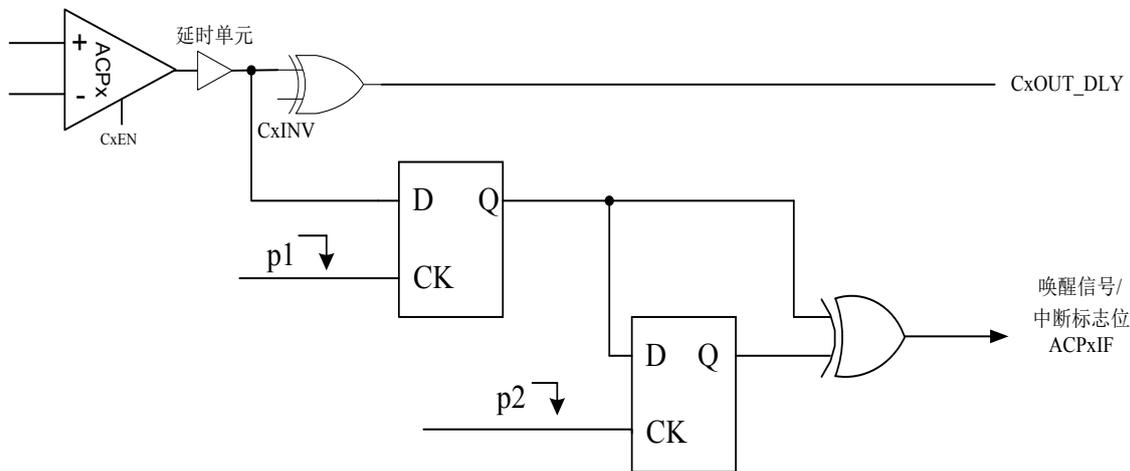 延时单元
+
ACPx
-
CxEN
CxINV
CxOUT_DLY
D Q
p1
CK
唤醒信号/
中断标志位
ACPxIF
D Q
p2
CK